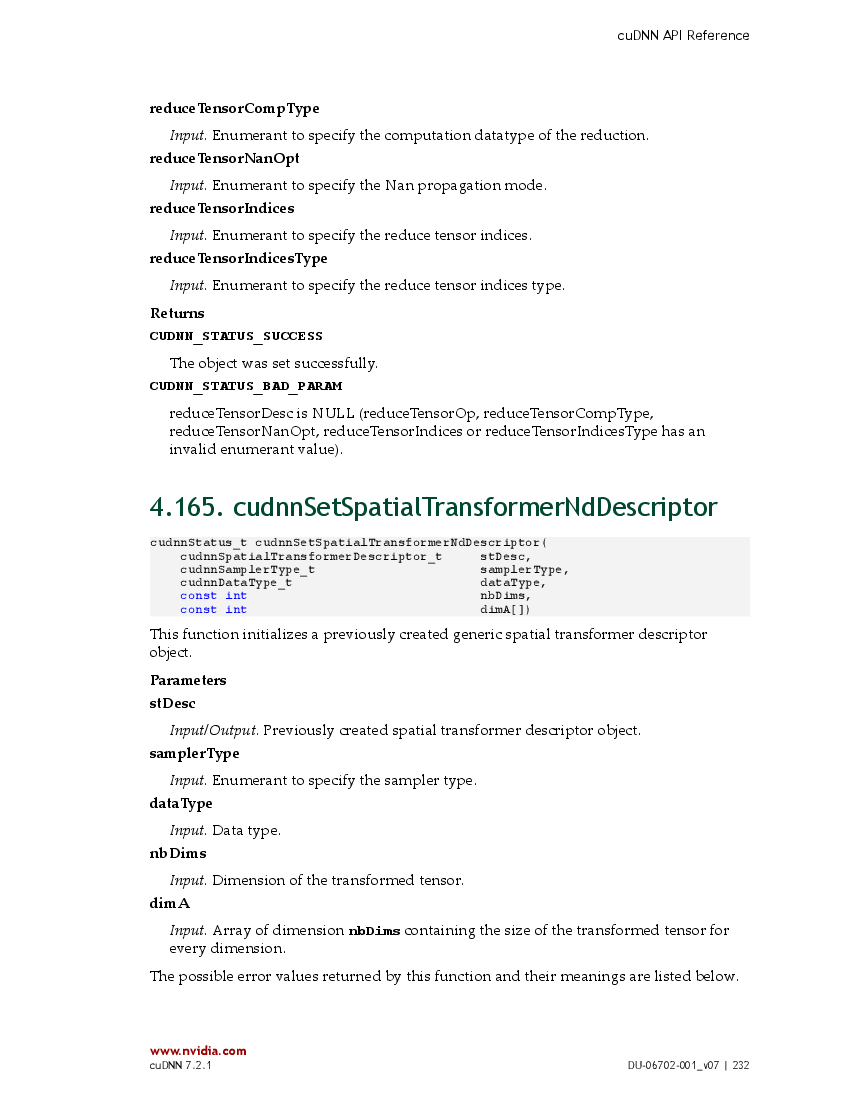 cuDNN API Reference
reduceTensorCompType
Input. Enumerant to specify the computation datatype of the reduction.
reduceTensorNanOpt
Input. Enumerant to specify the Nan propagation mode.
reduceTensorIndices
Input. Enumerant to specify the reduce tensor indices.
reduceTensorIndicesType
Input. Enumerant to specify the reduce tensor indices type.
Returns
CUDNN_STATUS_SUCCESS
The object was set successfully.
CUDNN_STATUS_BAD_PARAM
reduceTensorDesc is NULL (reduceTensorOp, reduceTensorCompType,
reduceTensorNanOpt, reduceTensorIndices or reduceTensorIndicesType has an
invalid enumerant value).
4.165. cudnnSetSpatialTransformerNdDescriptor
cudnnStatus_t cudnnSetSpatialTransformerNdDescriptor(
cudnnSpatialTransformerDescriptor_t stDesc,
cudnnSamplerType_t samplerType,
cudnnDataType_t dataType,
const int nbDims,
const int dimA[])
This function initializes a previously created generic spatial transformer descriptor
object.
Parameters
stDesc
Input/Output. Previously created spatial transformer descriptor object.
samplerType
Input. Enumerant to specify the sampler type.
dataType
Input. Data type.
nbDims
Input. Dimension of the transformed tensor.
dimA
Input. Array of dimension nbDims containing the size of the transformed tensor for
every dimension.
The possible error values returned by this function and their meanings are listed below.
www.nvidia.com
cuDNN 7.2.1 DU-06702-001_v07 | 232